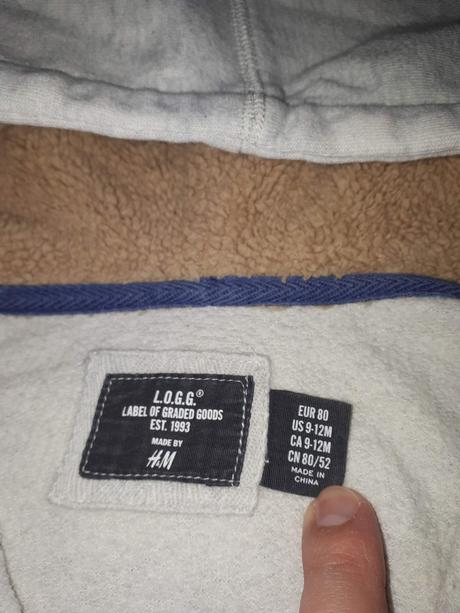 L.O.G.G.®
LABEL OF GRADED GOODS
EST. 1993
MADE BY
H&M
EUR 80
US 9-12M
CA 9-12M
CN 80/52
MADE IN
CHINA